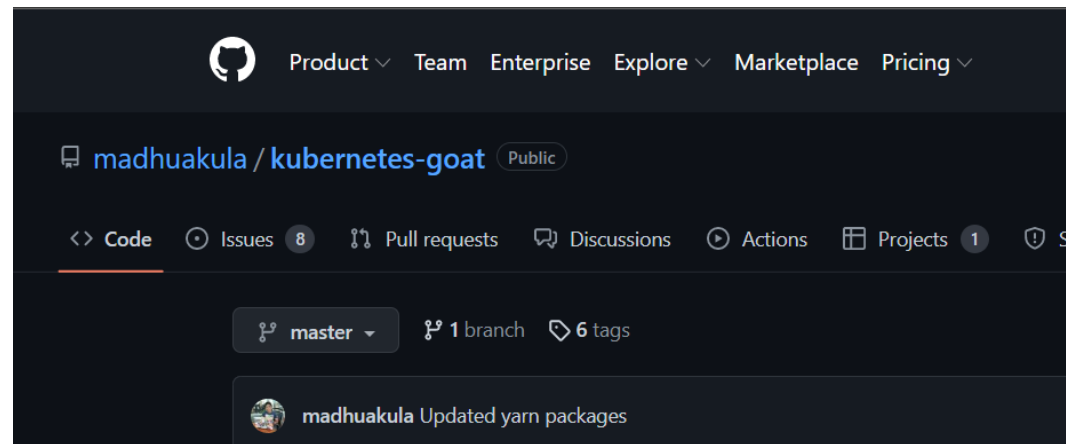 Product Team Enterprise Explore Marketplace Pricing
madhuakula / kubernetes-goat Public
Code Issues 8 Pull requests Discussions Actions Projects 1 S
master 1 branch 6 tags
madhuakula Updated yarn packages